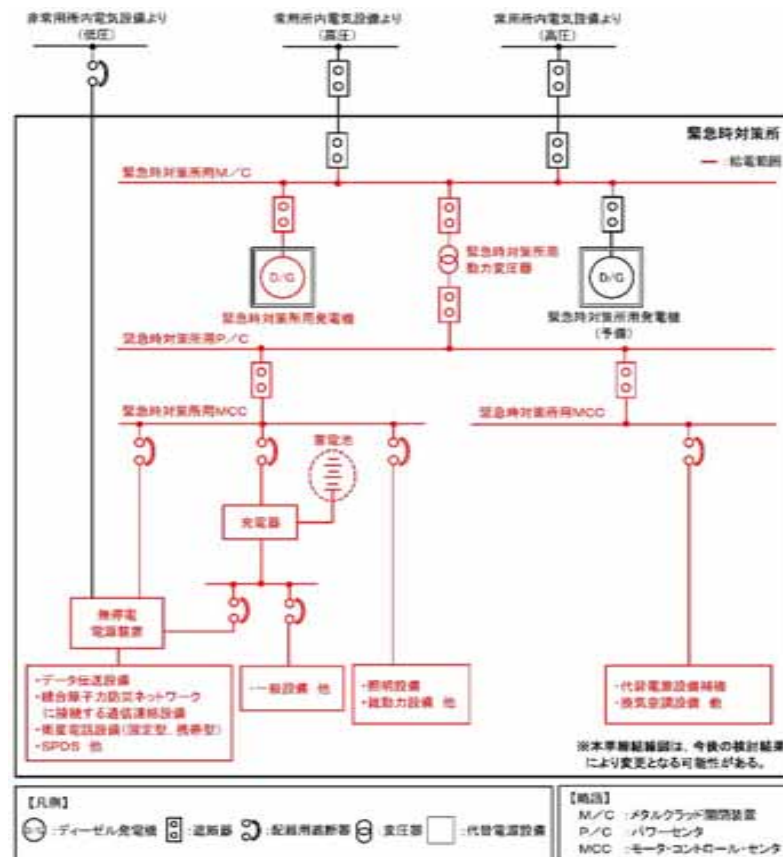 非常用所内電気設備より
(低圧)
常用所内電気設備より
(高圧)
常用所内電気設備より
(高圧)
緊急時対策所
:給電範囲
緊急時対策所用M/C
D/G
緊急時対策所用発電機
緊急時対策所用
動力変圧器
D/G
緊急時対策所用発電機
(予備)
緊急時対策所用P/C
緊急時対策所用MCC
緊急時対策所用MCC
蓄電池
充電器
無停電
電源装置
・データ伝送設備
・統合原子力防災ネットワーク
に接続する通信連絡設備
・衛星電話設備(固定型、携帯型)
・SPDS 他
・一般設備 他
・照明設備
・雑動力設備 他
・代替電源設備補機
・換気空調設備 他
※本単線結線図は、今後の検討結果
により変更となる可能性がある。
【凡例】
D/G :ディーゼル発電機 :遮断器 :配線用遮断器 :変圧器 :代替電源設備
【略語】
M/C :メタルクラッド開閉装置
P/C :パワーセンタ
MCC :モータ・コントロール・センタ